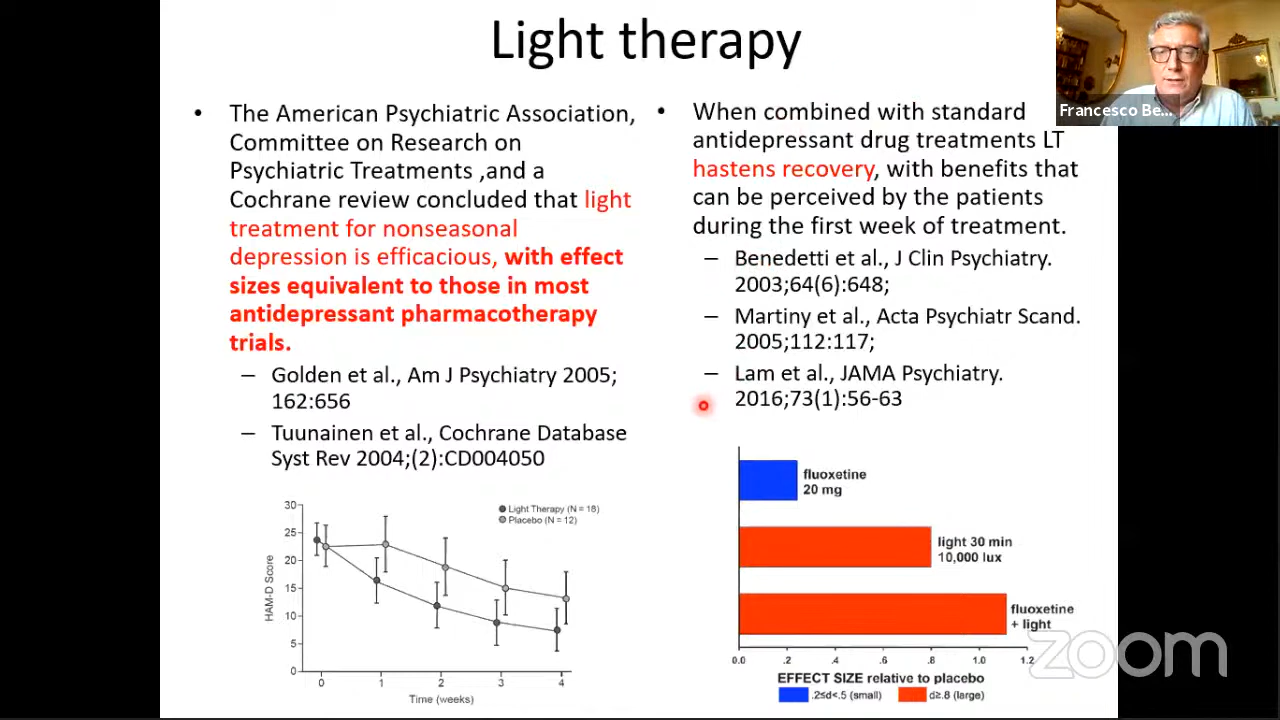 Light therapy
Francesco Be...
• The American Psychiatric Association,
Committee on Research on
Psychiatric Treatments ,and a
Cochrane review concluded that light
treatment for nonseasonal
depression is efficacious, with effect
sizes equivalent to those in most
antidepressant pharmacotherapy
trials.
– Golden et al., Am J Psychiatry 2005;
162:656
– Tuunainen et al., Cochrane Database
Syst Rev 2004;(2):CD004050
• When combined with standard
antidepressant drug treatments LT
hastens recovery, with benefits that
can be perceived by the patients
during the first week of treatment.
– Benedetti et al., J Clin Psychiatry.
2003;64(6):648;
– Martiny et al., Acta Psychiatr Scand.
2005;112:117;
– Lam et al., JAMA Psychiatry.
2016;73(1):56-63
Light Therapy (N = 18)
Placebo (N = 12)
HAM-D Score
30
25
20
15
10
5
0
0 1 2 3 4
Time (weeks)
fluoxetine
20 mg
light 30 min
10,000 lux
fluoxetine
+ light
0.0 .2 .4 .6 .8 1.0 1.2
EFFECT SIZE relative to placebo
.2≤d<.5 (small) d≥.8 (large)
zoom